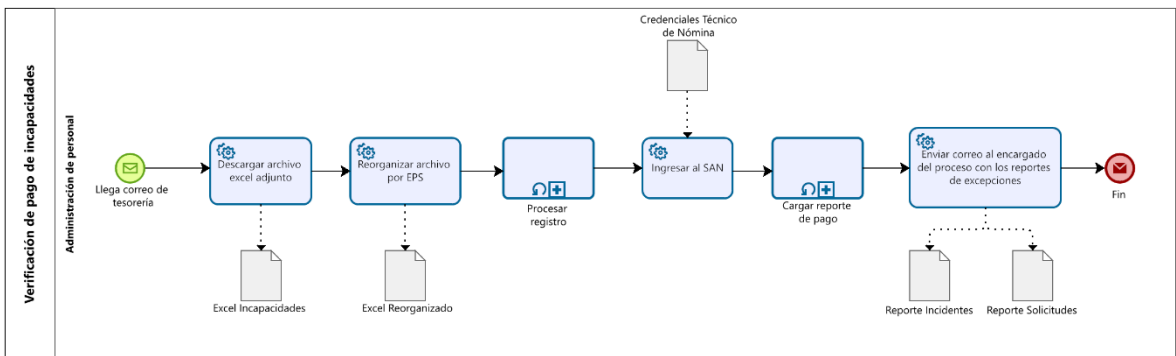 Verificación de pago de incapacidades
Administración de personal
Llega correo de
tesorería
Descargar archivo
excel adjunto
Excel Incapacidades
Reorganizar archivo
por EPS
Excel Reorganizado
Procesar
registro
Credenciales Técnico
de Nómina
Ingresar al SAN
Cargar reporte
de pago
Enviar correo al encargado
del proceso con los reportes
de excepciones
Reporte Incidentes
Reporte Solicitudes
Fin